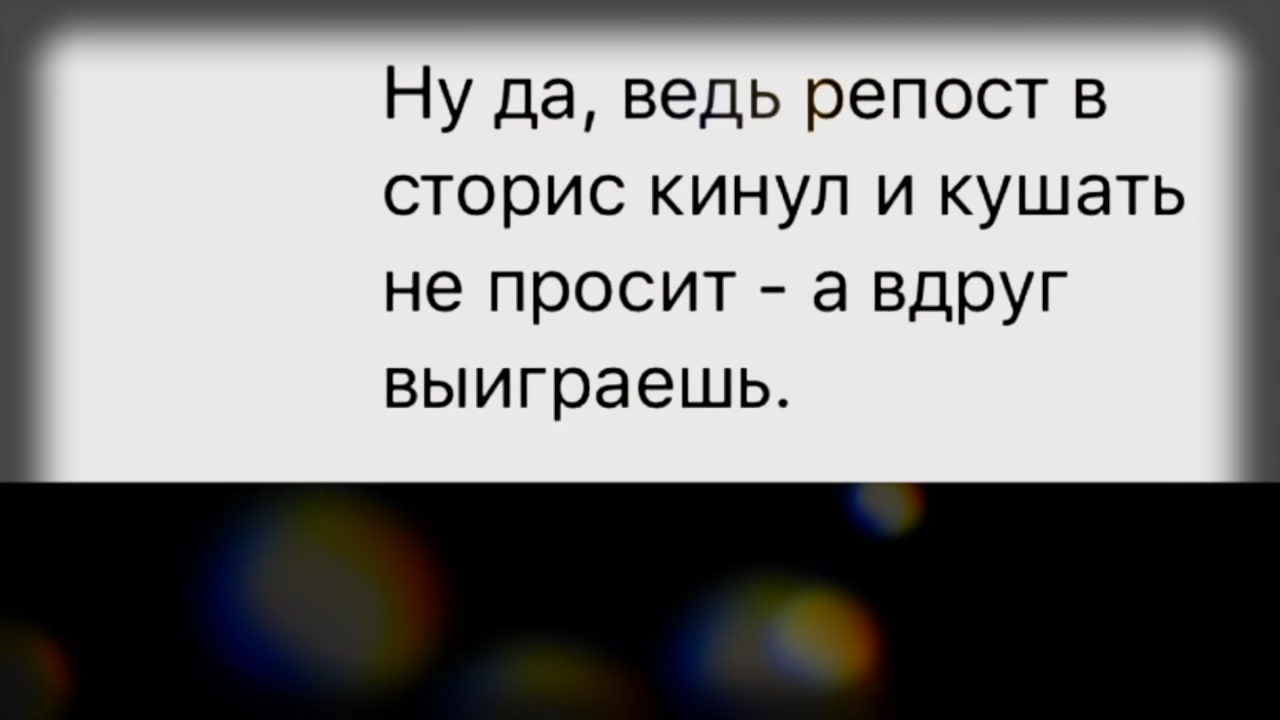 Ну да, ведь репост в
сторис кинул и кушать
не просит - а вдруг
выиграешь.